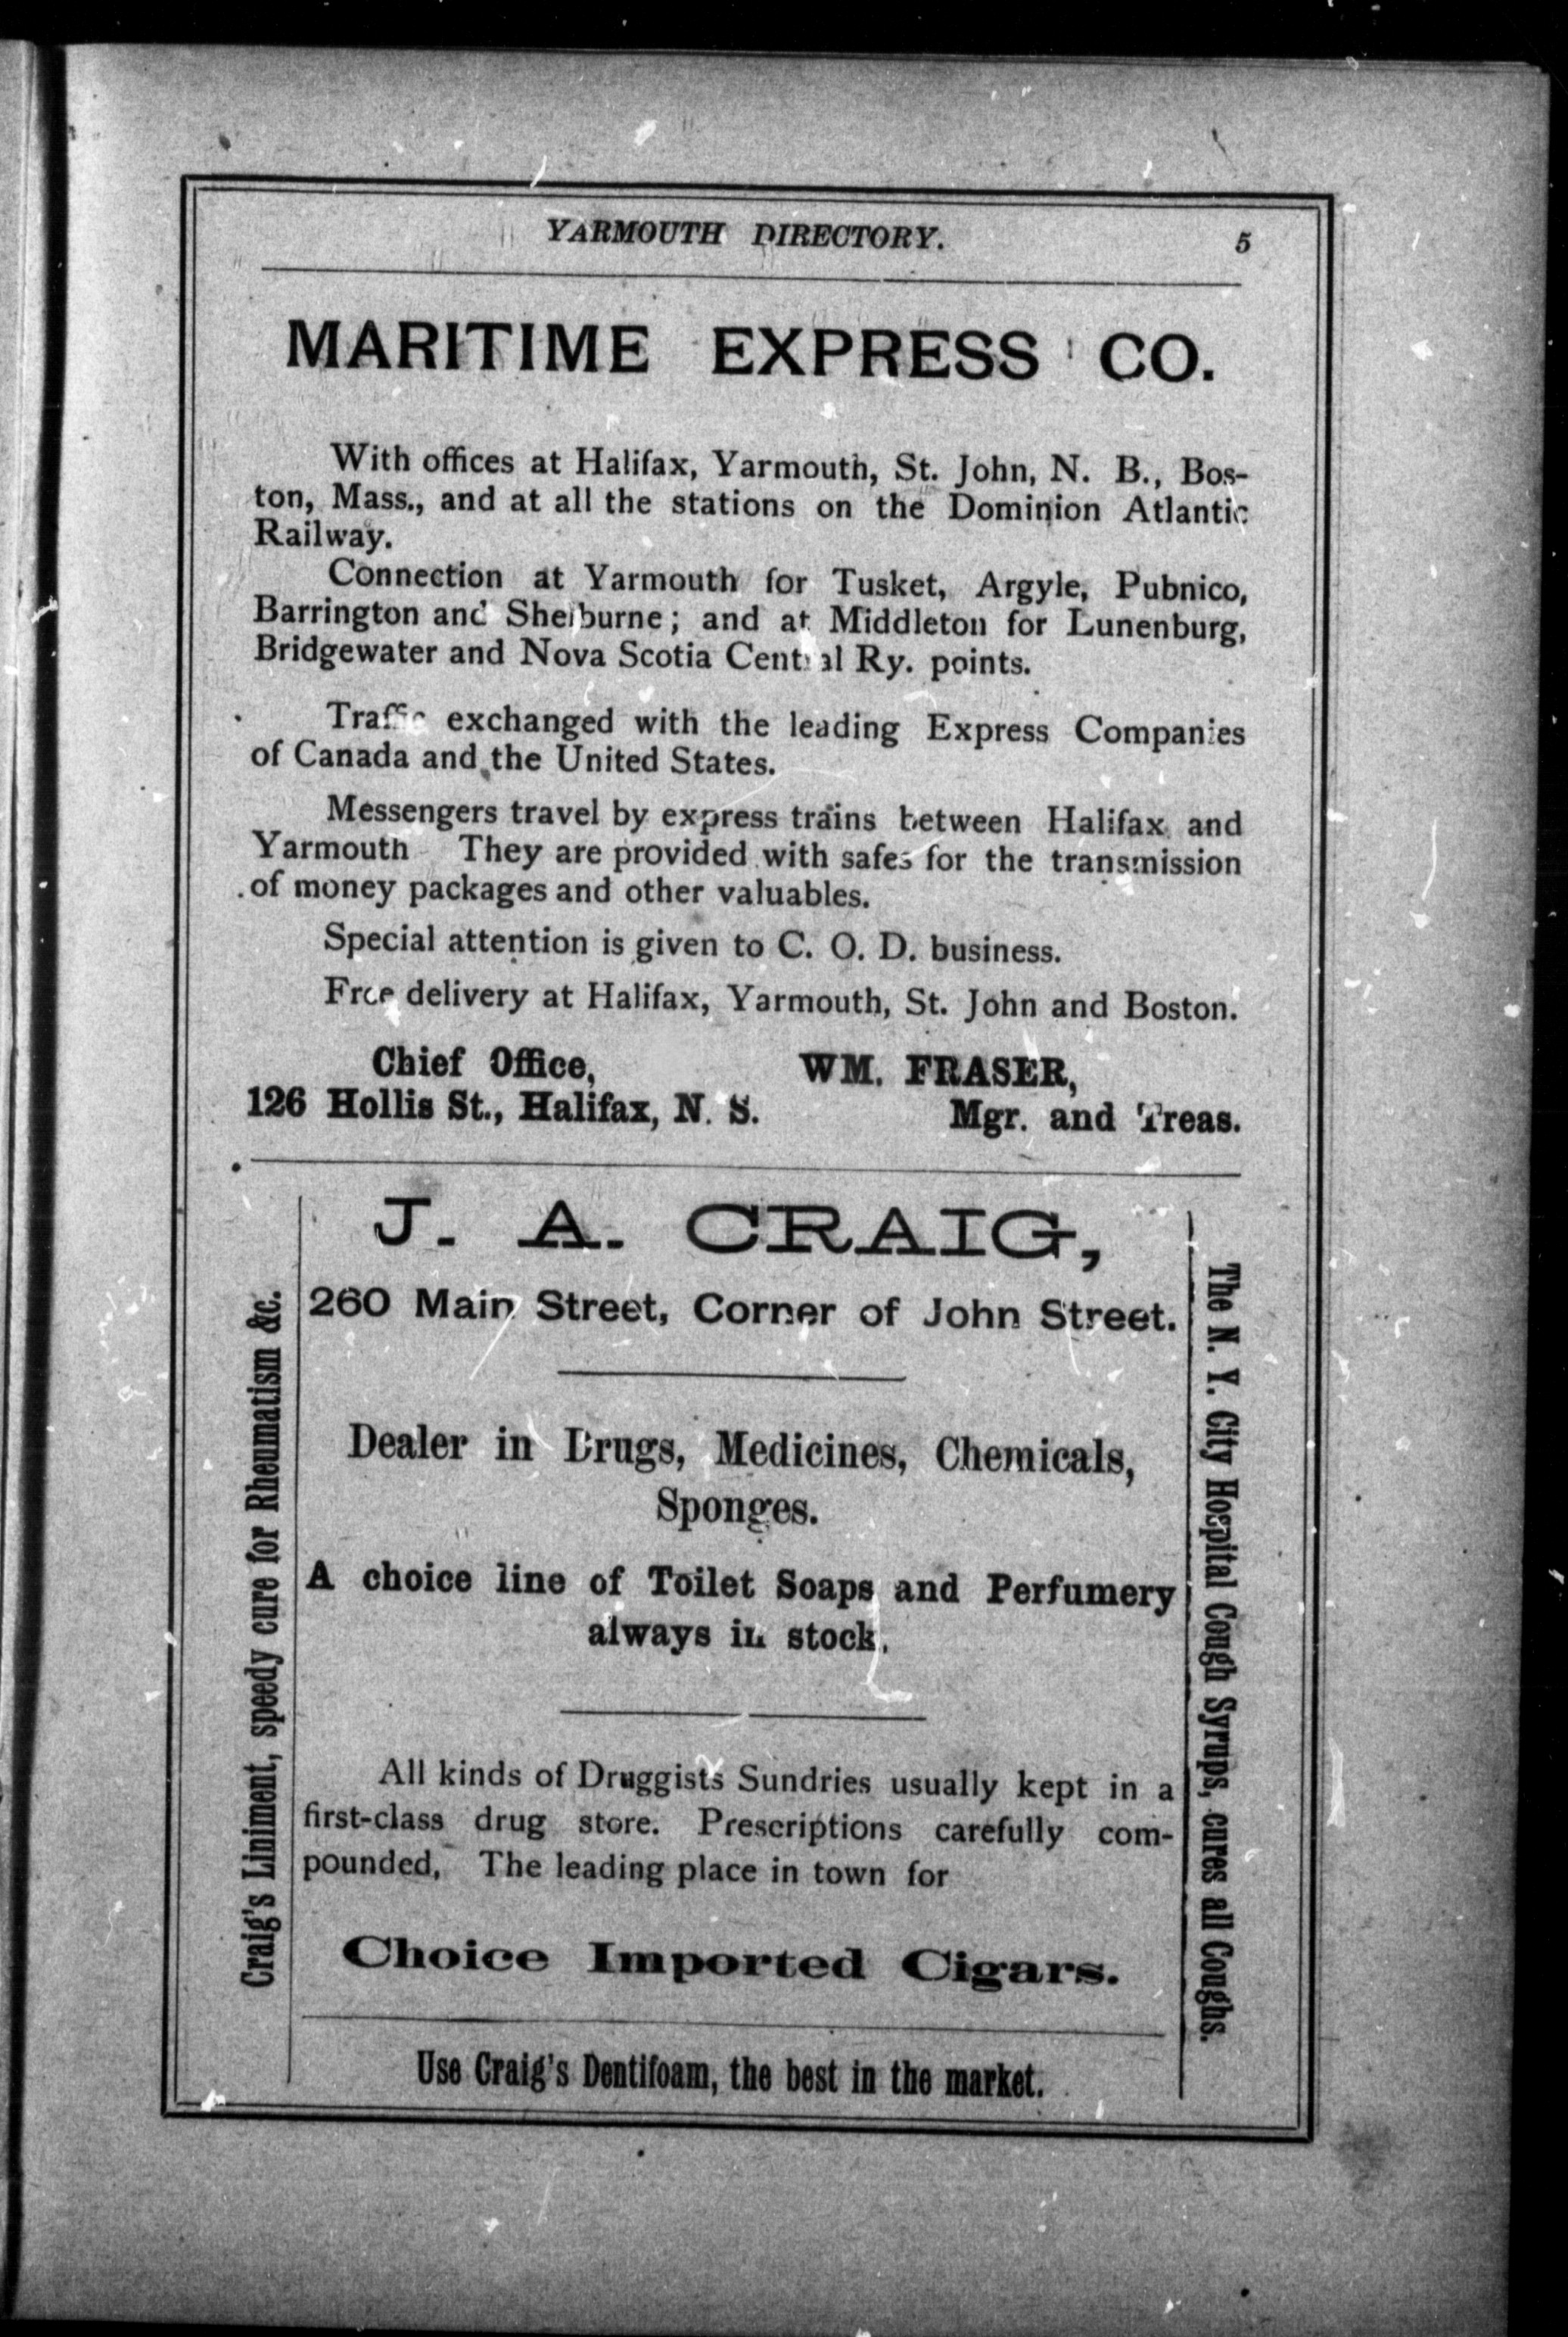 YARMOUTH DIRECTORY. 5
MARITIME EXPRESS CO.
With offices at Halifax, Yarmouth, St. John, N. B., Bos-
ton, Mass., and at all the stations on the Dominion Atlantic
Railway.
Connection at Yarmouth for Tusket, Argyle, Pubnico,
Barrington and Shelburne; and at Middleton for Lunenburg,
Bridgewater and Nova Scotia Central Ry. points.
Traffic exchanged with the leading Express Companies
of Canada and the United States.
Messengers travel by express trains between Halifax and
Yarmouth They are provided with safes for the transmission
of money packages and other valuables.
Special attention is given to C. O. D. business.
Free delivery at Halifax, Yarmouth, St. John and Boston.
Chief Office, WM. FRASER,
126 Hollis St., Halifax, N. S. Mgr. and Treas.
Craig's Liniment, speedy cure for Rheumatism &c.
J. A. CRAIG,
260 Main Street, Corner of John Street.
Dealer in Drugs, Medicines, Chemicals,
Sponges.
A choice line of Toilet Soaps and Perfumery
always in stock.
All kinds of Druggists Sundries usually kept in a
first-class drug store. Prescriptions carefully com-
pounded, The leading place in town for
Choice Imported Cigars.
Use Craig's Dentifoam, the best in the market.
The N. Y. City Hospital Cough Syrups, cures all Coughs.